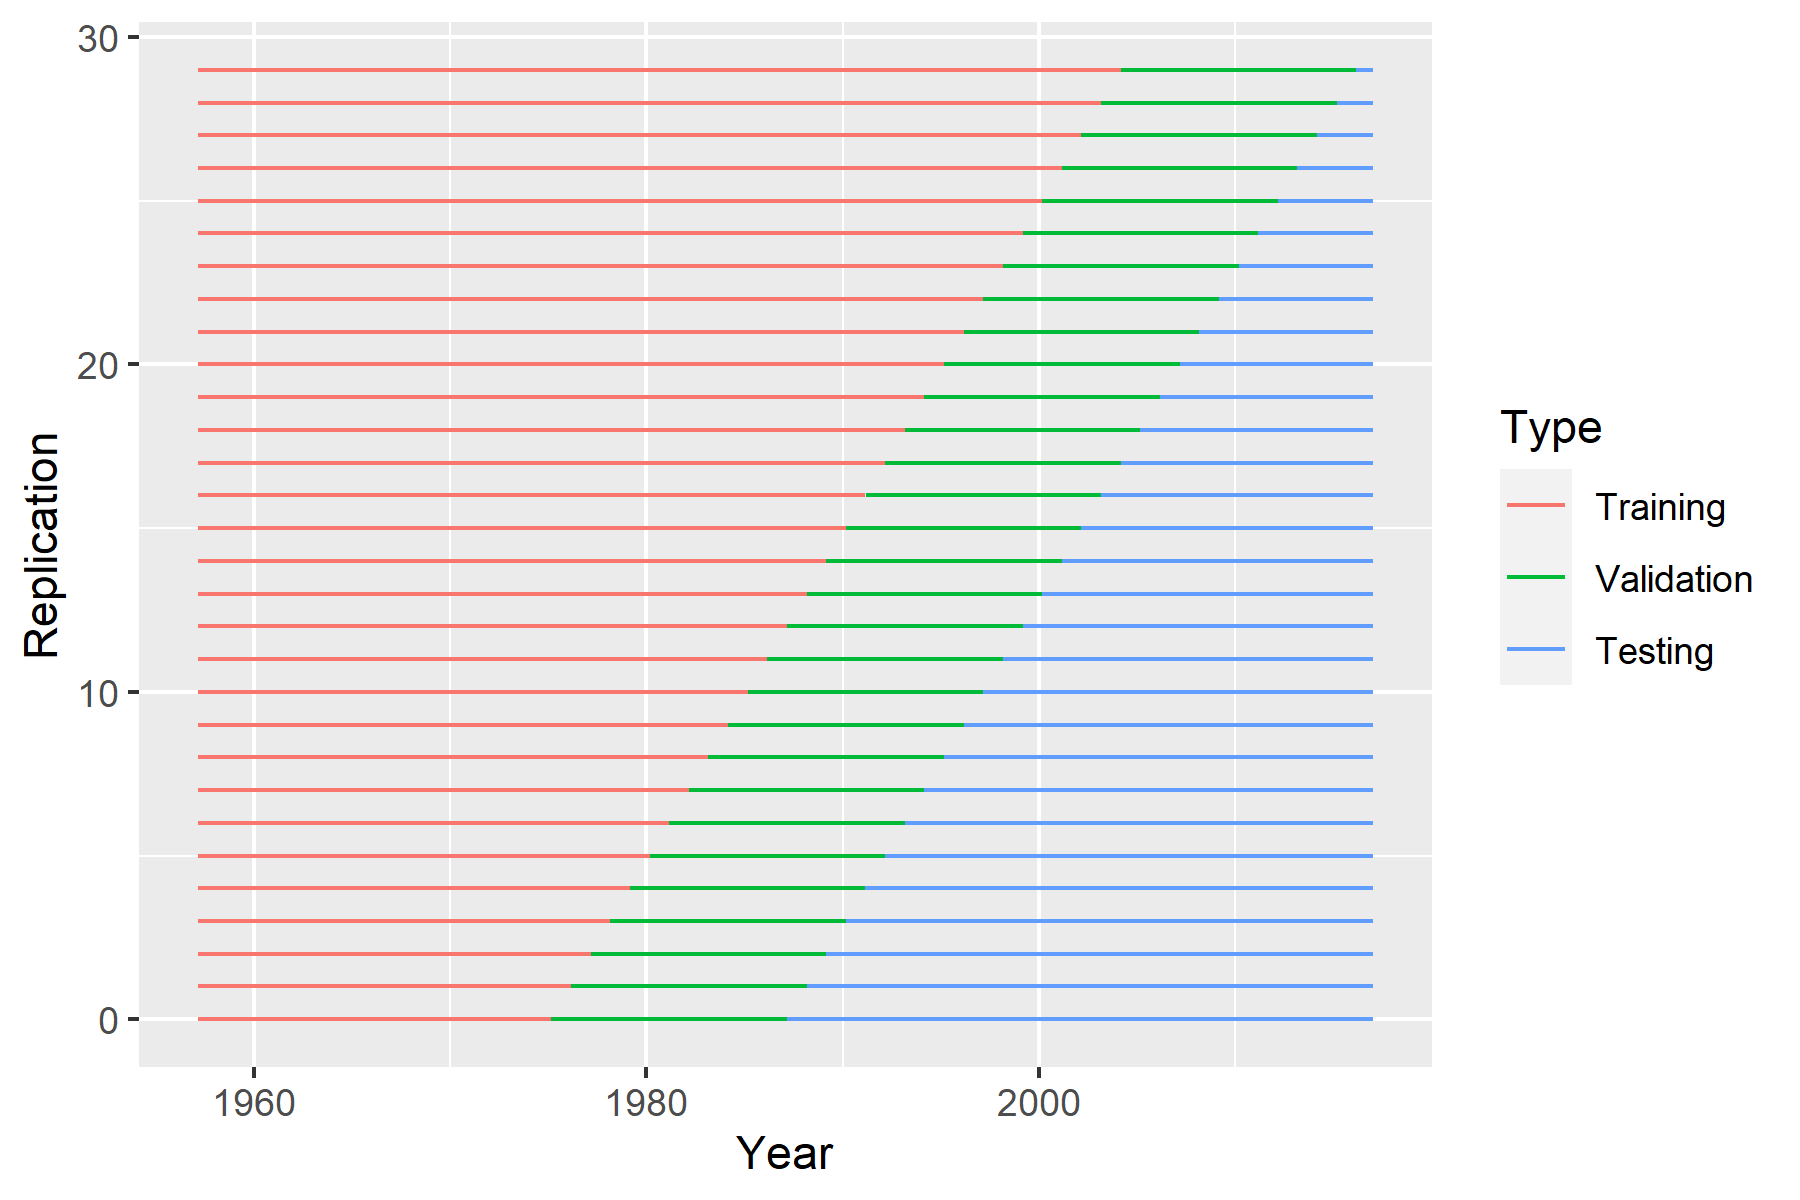 30
20
10
0
Replication
1960
1980
2000
Year
Type
Training
Validation
Testing